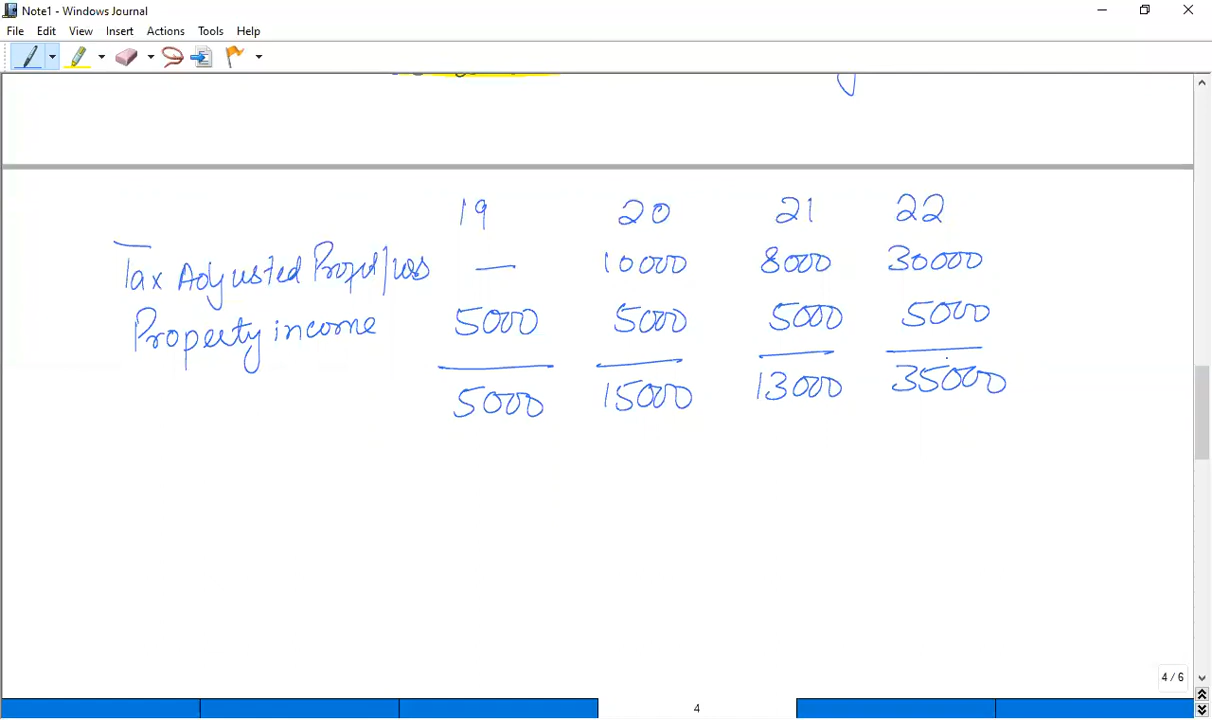 Note1 - Windows Journal
File Edit View Insert Actions Tools Help
19 20 21 22
Tax Adjusted Profit/loss — 10000 8000 30000
Property income 5000 5000 5000 5000
5000 15000 13000 35000
4 / 6
4